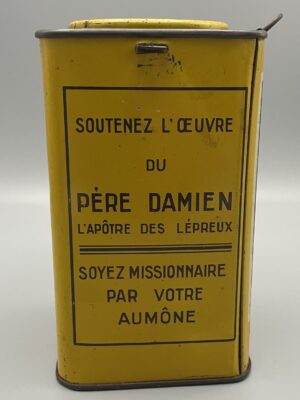 SOUTENEZ L'ŒUVRE
DU
PÈRE DAMIEN
L'APÔTRE DES LÉPREUX
SOYEZ MISSIONNAIRE
PAR VOTRE
AUMÔNE